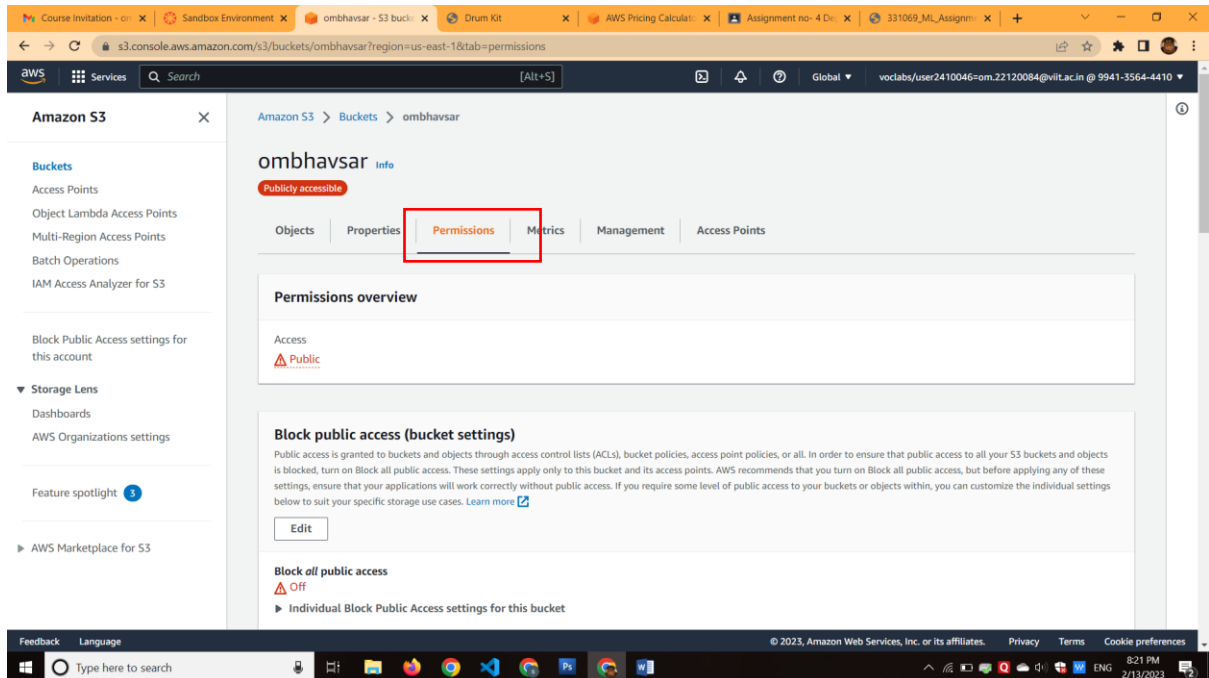 Course Invitation - on
Sandbox Environment
ombhavsar - S3 bucke
Drum Kit
AWS Pricing Calculato
Assignment no- 4 De
331069_ML_Assignm
s3.console.aws.amazon.com/s3/buckets/ombhavsar?region=us-east-1&tab=permissions
aws
Services
Search
[Alt+S]
Global
voclabs/user2410046=om.22120084@viit.ac.in @ 9941-3564-4410
Amazon S3
Buckets
Access Points
Object Lambda Access Points
Multi-Region Access Points
Batch Operations
IAM Access Analyzer for S3
Block Public Access settings for
this account
Storage Lens
Dashboards
AWS Organizations settings
Feature spotlight 3
AWS Marketplace for S3
Amazon S3 > Buckets > ombhavsar
ombhavsar Info
Publicly accessible
Objects
Properties
Permissions
Metrics
Management
Access Points
Permissions overview
Access
Public
Block public access (bucket settings)
Public access is granted to buckets and objects through access control lists (ACLs), bucket policies, access point policies, or all. In order to ensure that public access to all your S3 buckets and objects
is blocked, turn on Block all public access. These settings apply only to this bucket and its access points. AWS recommends that you turn on Block all public access, but before applying any of these
settings, ensure that your applications will work correctly without public access. If you require some level of public access to your buckets or objects within, you can customize the individual settings
below to suit your specific storage use cases. Learn more
Edit
Block all public access
Off
Individual Block Public Access settings for this bucket
Feedback
Language
© 2023, Amazon Web Services, Inc. or its affiliates.
Privacy
Terms
Cookie preferences
Type here to search
Ps
ENG
8:21 PM
2/13/2023